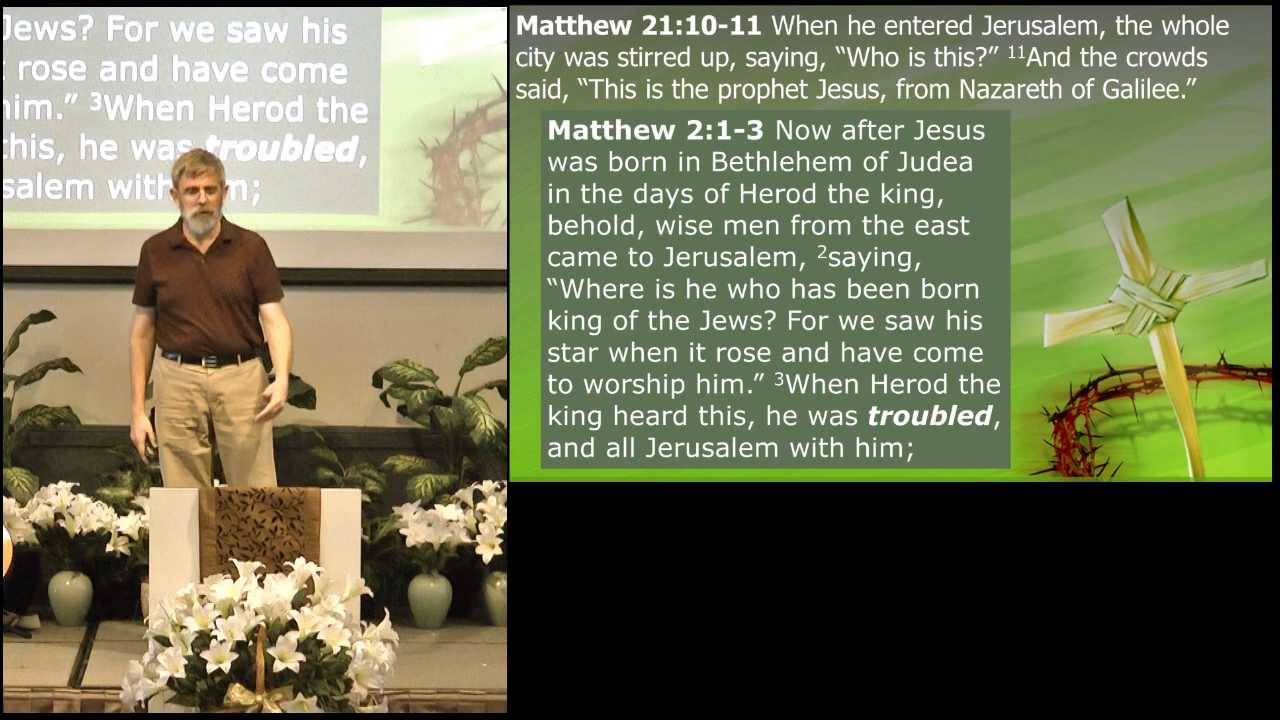 Jews? For we saw his
rose and have come
him.” ³When Herod the
this, he was troubled,
salem with him;
Matthew 21:10-11 When he entered Jerusalem, the whole
city was stirred up, saying, “Who is this?” ¹¹And the crowds
said, “This is the prophet Jesus, from Nazareth of Galilee.”
Matthew 2:1-3 Now after Jesus
was born in Bethlehem of Judea
in the days of Herod the king,
behold, wise men from the east
came to Jerusalem, ²saying,
“Where is he who has been born
king of the Jews? For we saw his
star when it rose and have come
to worship him.” ³When Herod the
king heard this, he was troubled,
and all Jerusalem with him;